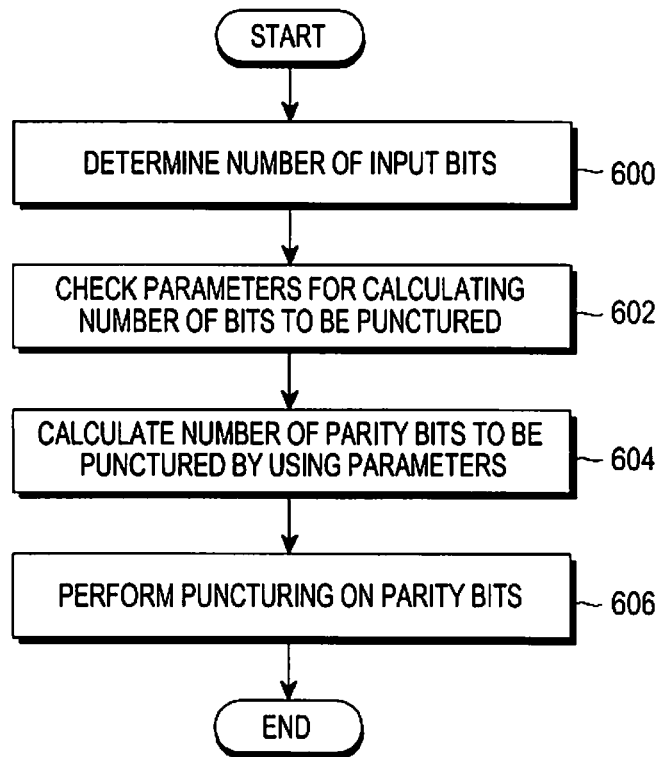 START
DETERMINE NUMBER OF INPUT BITS
600
CHECK PARAMETERS FOR CALCULATING
NUMBER OF BITS TO BE PUNCTURED
602
CALCULATE NUMBER OF PARITY BITS TO BE
PUNCTURED BY USING PARAMETERS
604
PERFORM PUNCTURING ON PARITY BITS
606
END